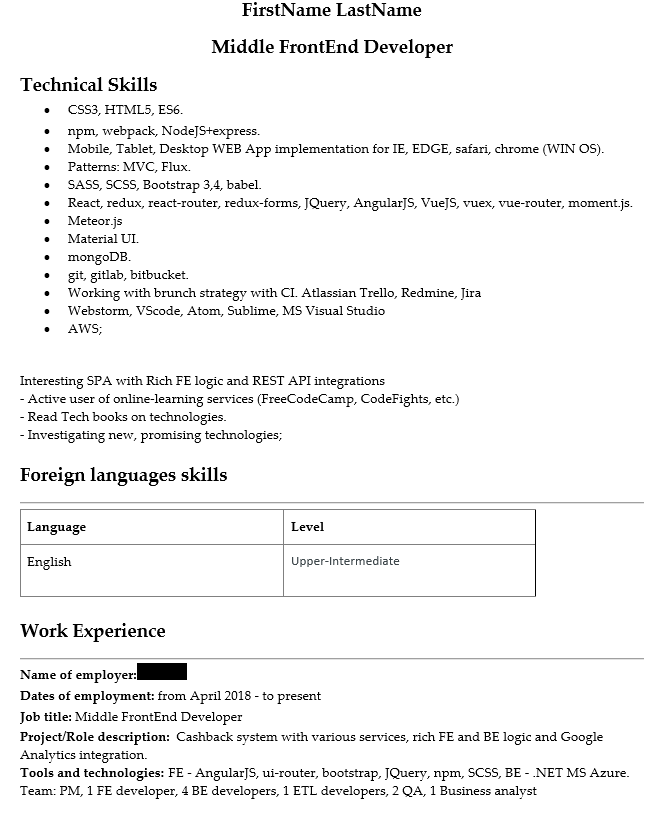 FirstName LastName
Middle FrontEnd Developer
Technical Skills
• CSS3, HTML5, ES6.
• npm, webpack, NodeJS+express.
• Mobile, Tablet, Desktop WEB App implementation for IE, EDGE, safari, chrome (WIN OS).
• Patterns: MVC, Flux.
• SASS, SCSS, Bootstrap 3,4, babel.
• React, redux, react-router, redux-forms, JQuery, AngularJS, VueJS, vuex, vue-router, moment.js.
• Meteor.js
• Material UI.
• mongoDB.
• git, gitlab, bitbucket.
• Working with brunch strategy with CI. Atlassian Trello, Redmine, Jira
• Webstorm, VScode, Atom, Sublime, MS Visual Studio
• AWS;
Interesting SPA with Rich FE logic and REST API integrations
- Active user of online-learning services (FreeCodeCamp, CodeFights, etc.)
- Read Tech books on technologies.
- Investigating new, promising technologies;
Foreign languages skills
Language Level
English Upper-Intermediate
Work Experience
Name of employer:
Dates of employment: from April 2018 - to present
Job title: Middle FrontEnd Developer
Project/Role description: Cashback system with various services, rich FE and BE logic and Google
Analytics integration.
Tools and technologies: FE - AngularJS, ui-router, bootstrap, JQuery, npm, SCSS, BE - .NET MS Azure.
Team: PM, 1 FE developer, 4 BE developers, 1 ETL developers, 2 QA, 1 Business analyst